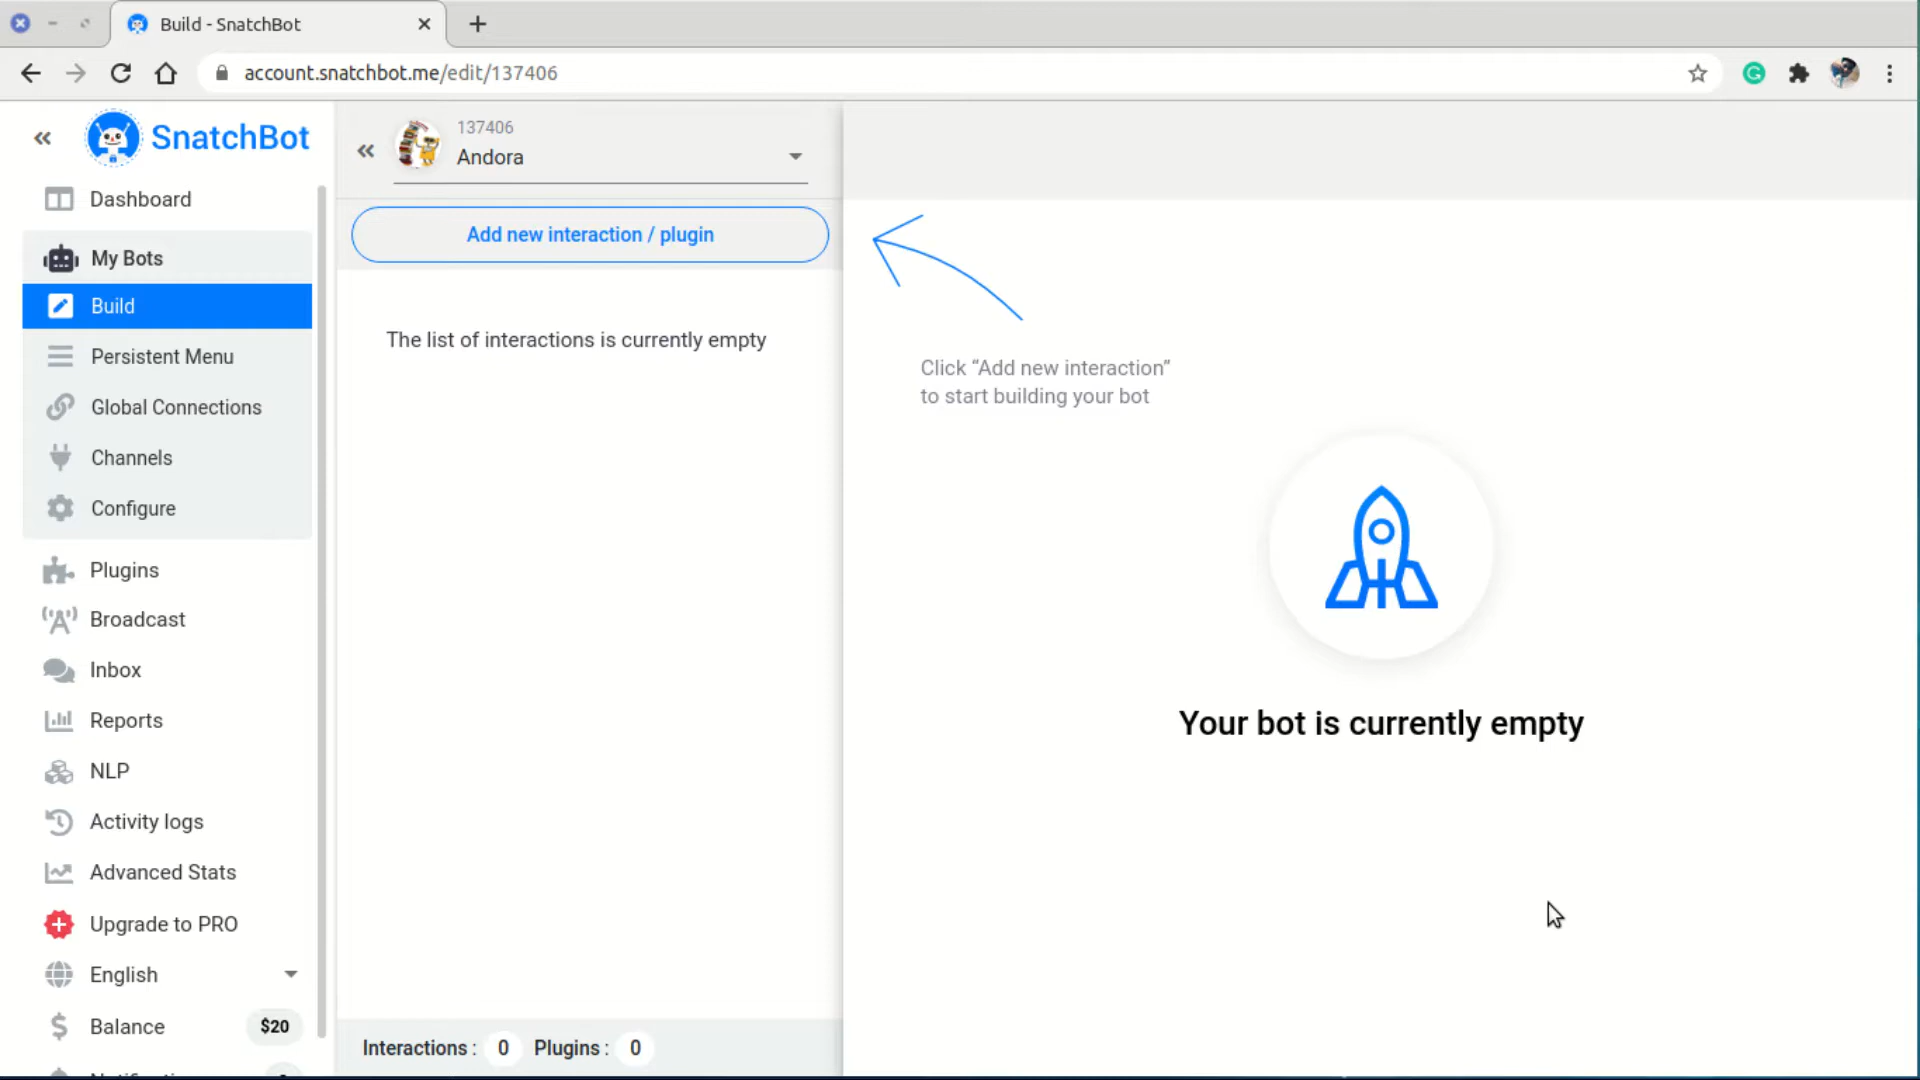 Build - SnatchBot
account.snatchbot.me/edit/137406
SnatchBot
Dashboard
My Bots
Build
Persistent Menu
Global Connections
Channels
Configure
Plugins
Broadcast
Inbox
Reports
NLP
Activity logs
Advanced Stats
Upgrade to PRO
English
Balance $20
137406
Andora
Add new interaction / plugin
The list of interactions is currently empty
Interactions : 0 Plugins : 0
Click “Add new interaction”
to start building your bot
Your bot is currently empty